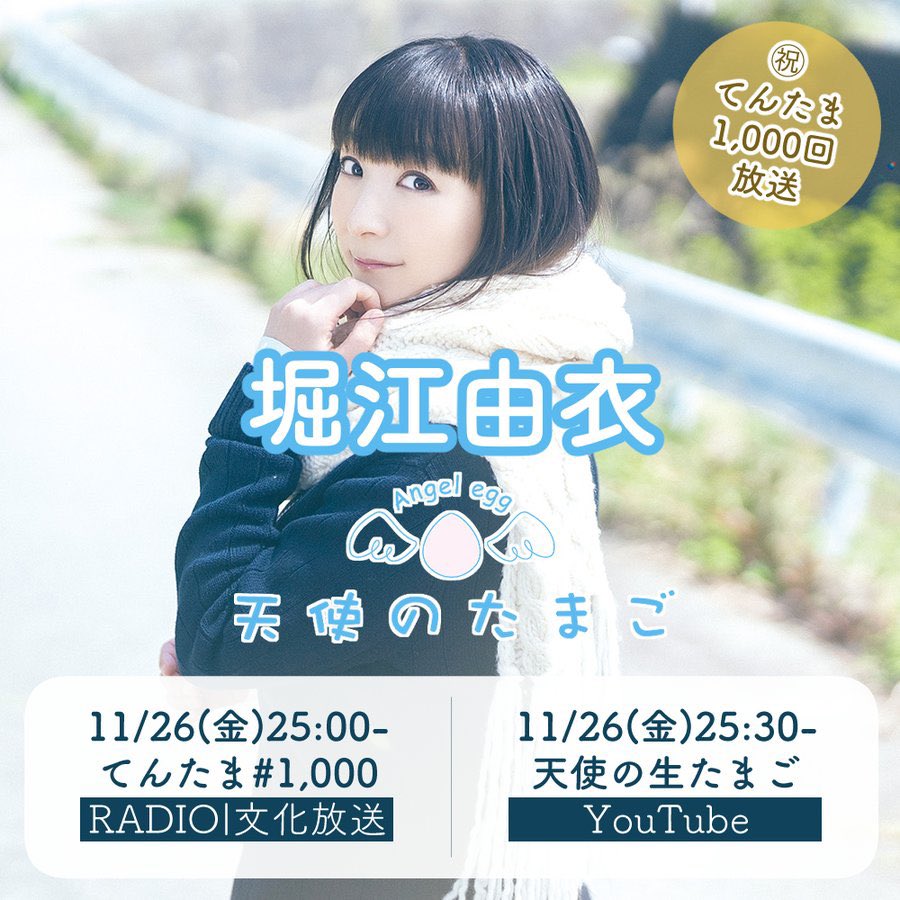 ㊗
てんたま
1,000回
放送
堀江由衣
Angel egg
天使のたまご
11/26(金)25:00-
てんたま#1,000
RADIO|文化放送
11/26(金)25:30-
天使の生たまご
YouTube